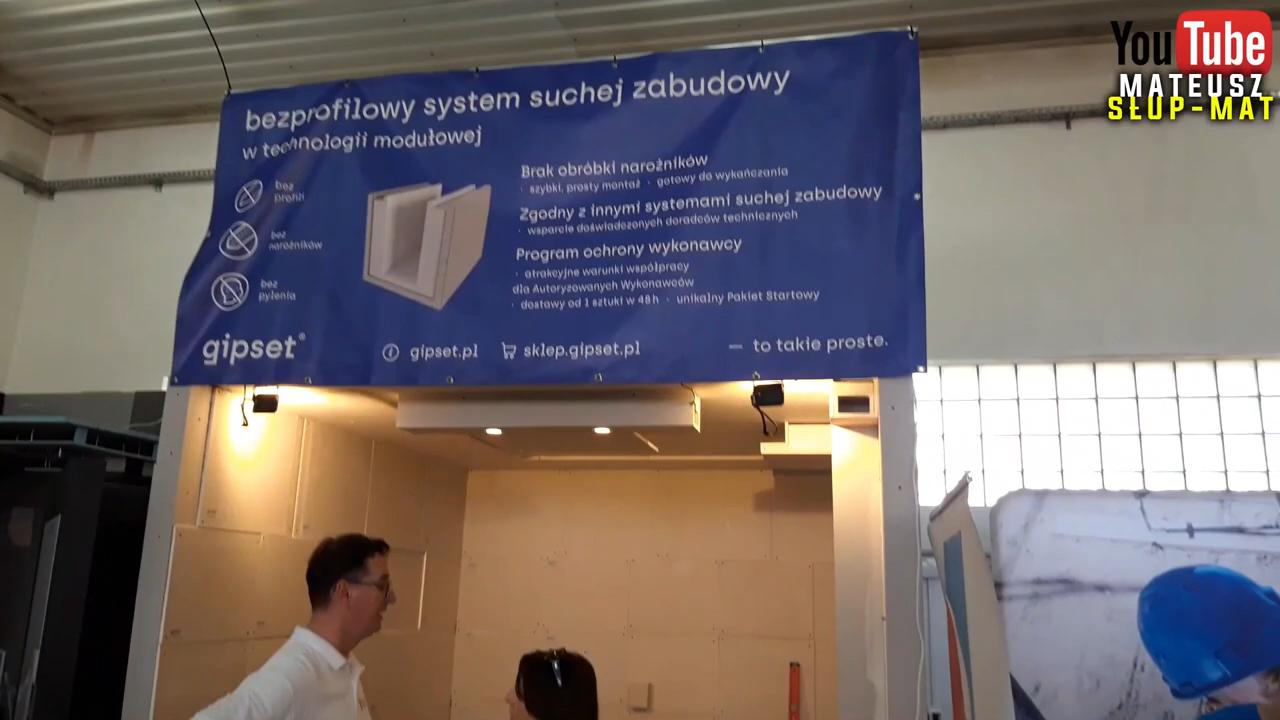 You Tube
MATEUSZ
SŁUP-MAT
bezprofilowy system suchej zabudowy
w technologii modułowej
bez
profili
bez
narożników
bez
pylenia
Brak obróbki narożników
· szybki, prosty montaż · gotowy do wykańczania
Zgodny z innymi systemami suchej zabudowy
· wsparcie doświadczonych doradców technicznych
Program ochrony wykonawcy
· atrakcyjne warunki współpracy
dla Autoryzowanych Wykonawców
· dostawy od 1 sztuki w 48h · unikalny Pakiet Startowy
gipset®
gipset.pl
sklep.gipset.pl
— to takie proste.